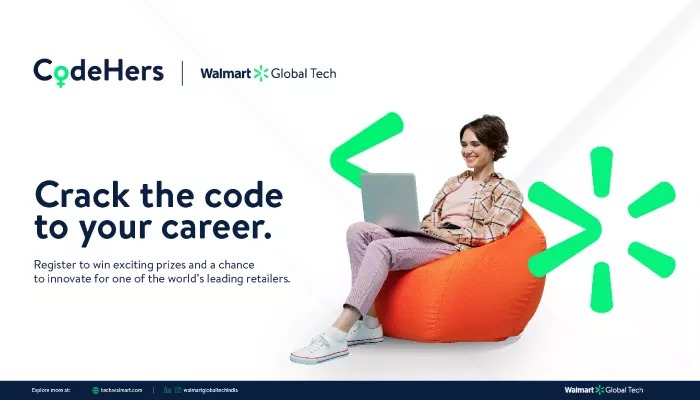 CodeHers
Walmart Global Tech
Crack the code
to your career.
Register to win exciting prizes and a chance
to innovate for one of the world's leading retailers.
Explore more at: tech.walmart.com | in walmartglobaltechindia
Walmart Global Tech